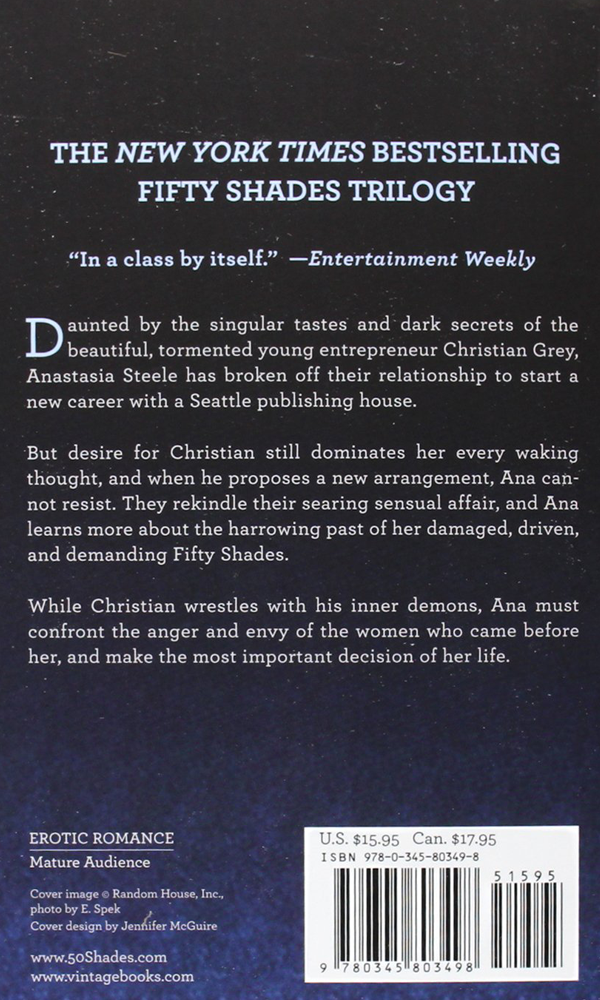 THE NEW YORK TIMES BESTSELLING
FIFTY SHADES TRILOGY
“In a class by itself.” —Entertainment Weekly
Daunted by the singular tastes and dark secrets of the
beautiful, tormented young entrepreneur Christian Grey,
Anastasia Steele has broken off their relationship to start a
new career with a Seattle publishing house.
But desire for Christian still dominates her every waking
thought, and when he proposes a new arrangement, Ana can-
not resist. They rekindle their searing sensual affair, and Ana
learns more about the harrowing past of her damaged, driven,
and demanding Fifty Shades.
While Christian wrestles with his inner demons, Ana must
confront the anger and envy of the women who came before
her, and make the most important decision of her life.
EROTIC ROMANCE
Mature Audience
Cover image © Random House, Inc.,
photo by E. Spek
Cover design by Jennifer McGuire
www.50Shades.com
www.vintagebooks.com
U.S. $15.95 Can. $17.95
ISBN 978-0-345-80349-8
51595
9 780345 803498